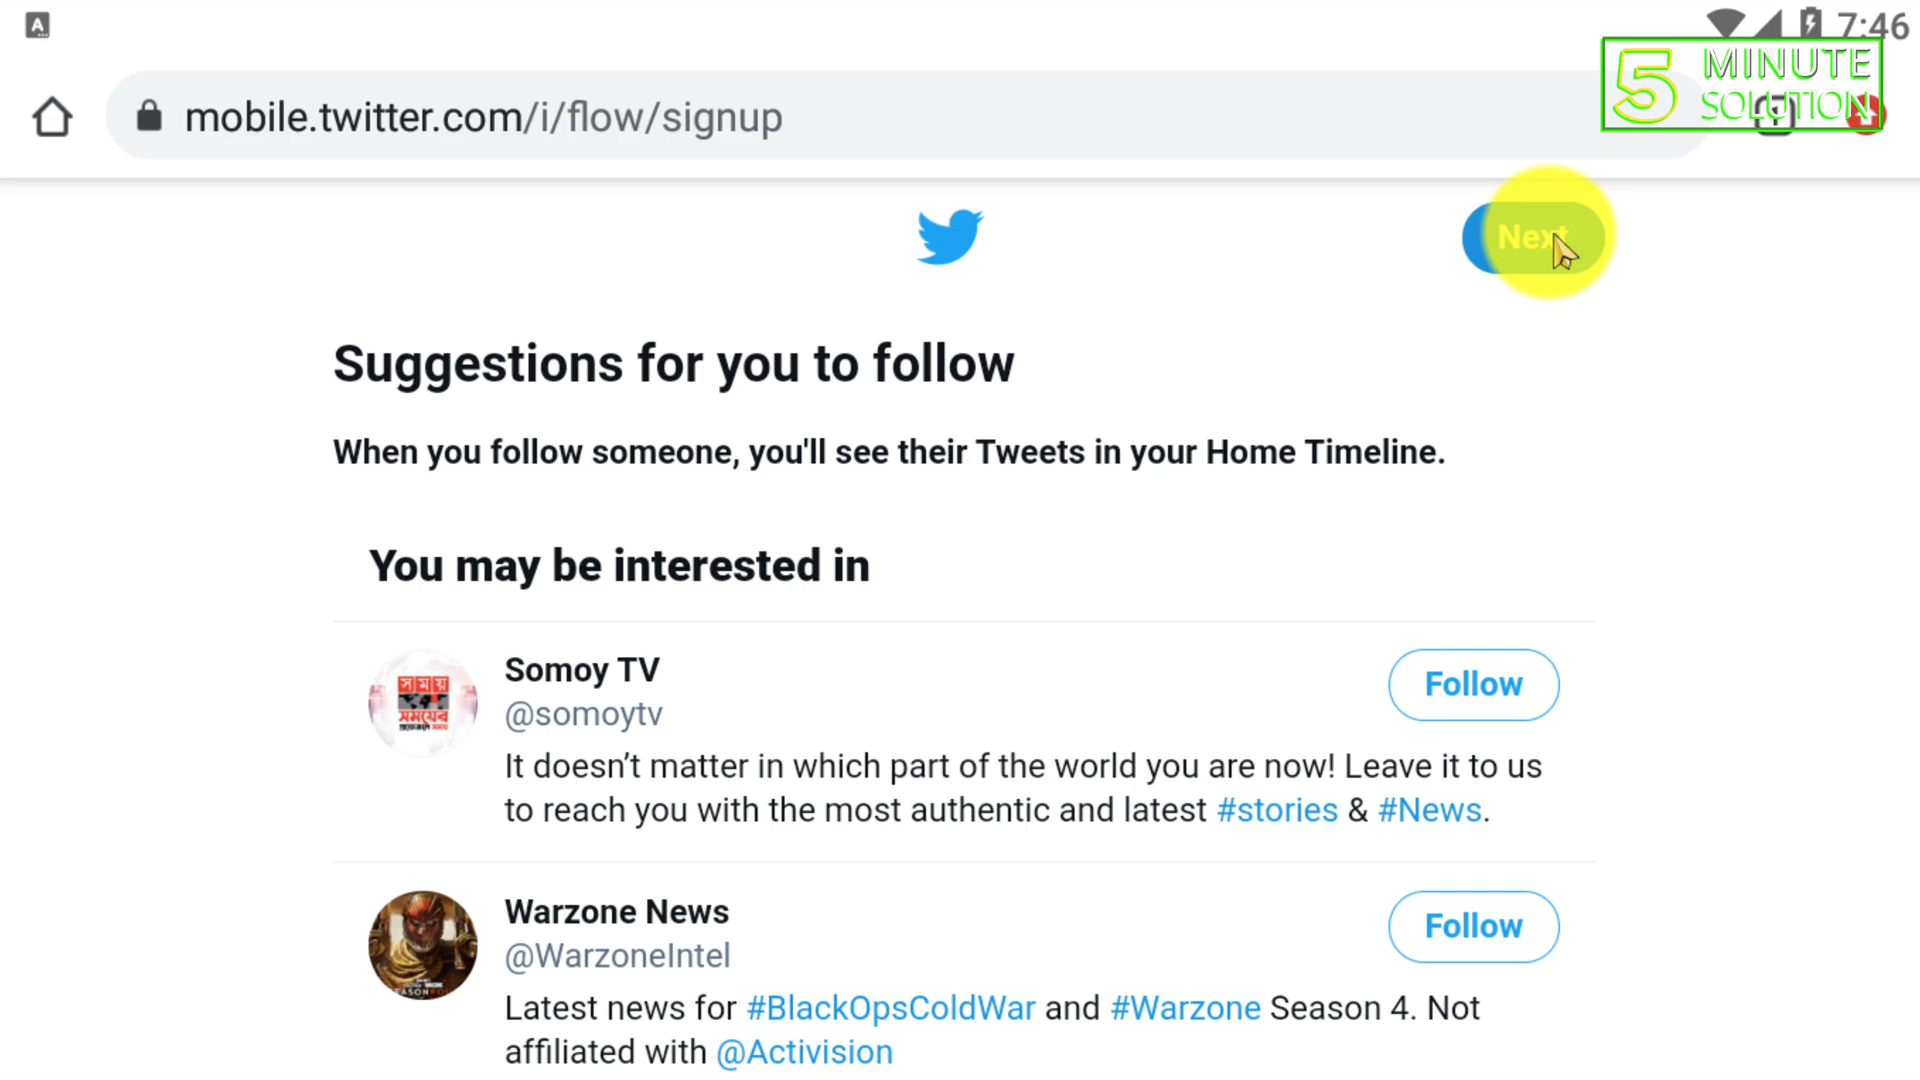 A
7:46
5 MINUTE
SOLUTION
mobile.twitter.com/i/flow/signup
Next
Suggestions for you to follow
When you follow someone, you'll see their Tweets in your Home Timeline.
You may be interested in
সময়
সময়ের
Somoy TV
Follow
@somoytv
It doesn’t matter in which part of the world you are now! Leave it to us
to reach you with the most authentic and latest #stories & #News.
Warzone News
Follow
@WarzoneIntel
Latest news for #BlackOpsColdWar and #Warzone Season 4. Not
affiliated with @Activision